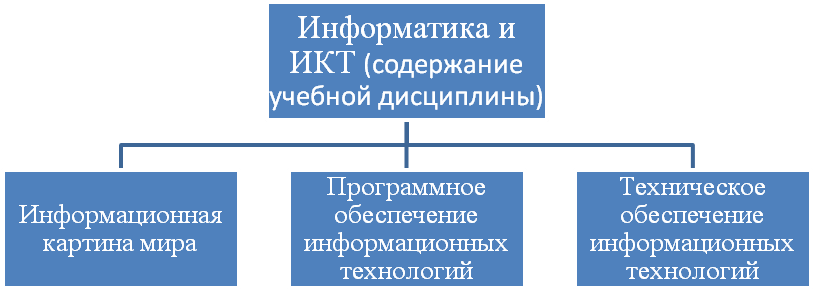 Информатика и
ИКТ (содержание
учебной дисциплины)
Информационная
картина мира
Программное
обеспечение
информационных
технологий
Техническое
обеспечение
информационных
технологий